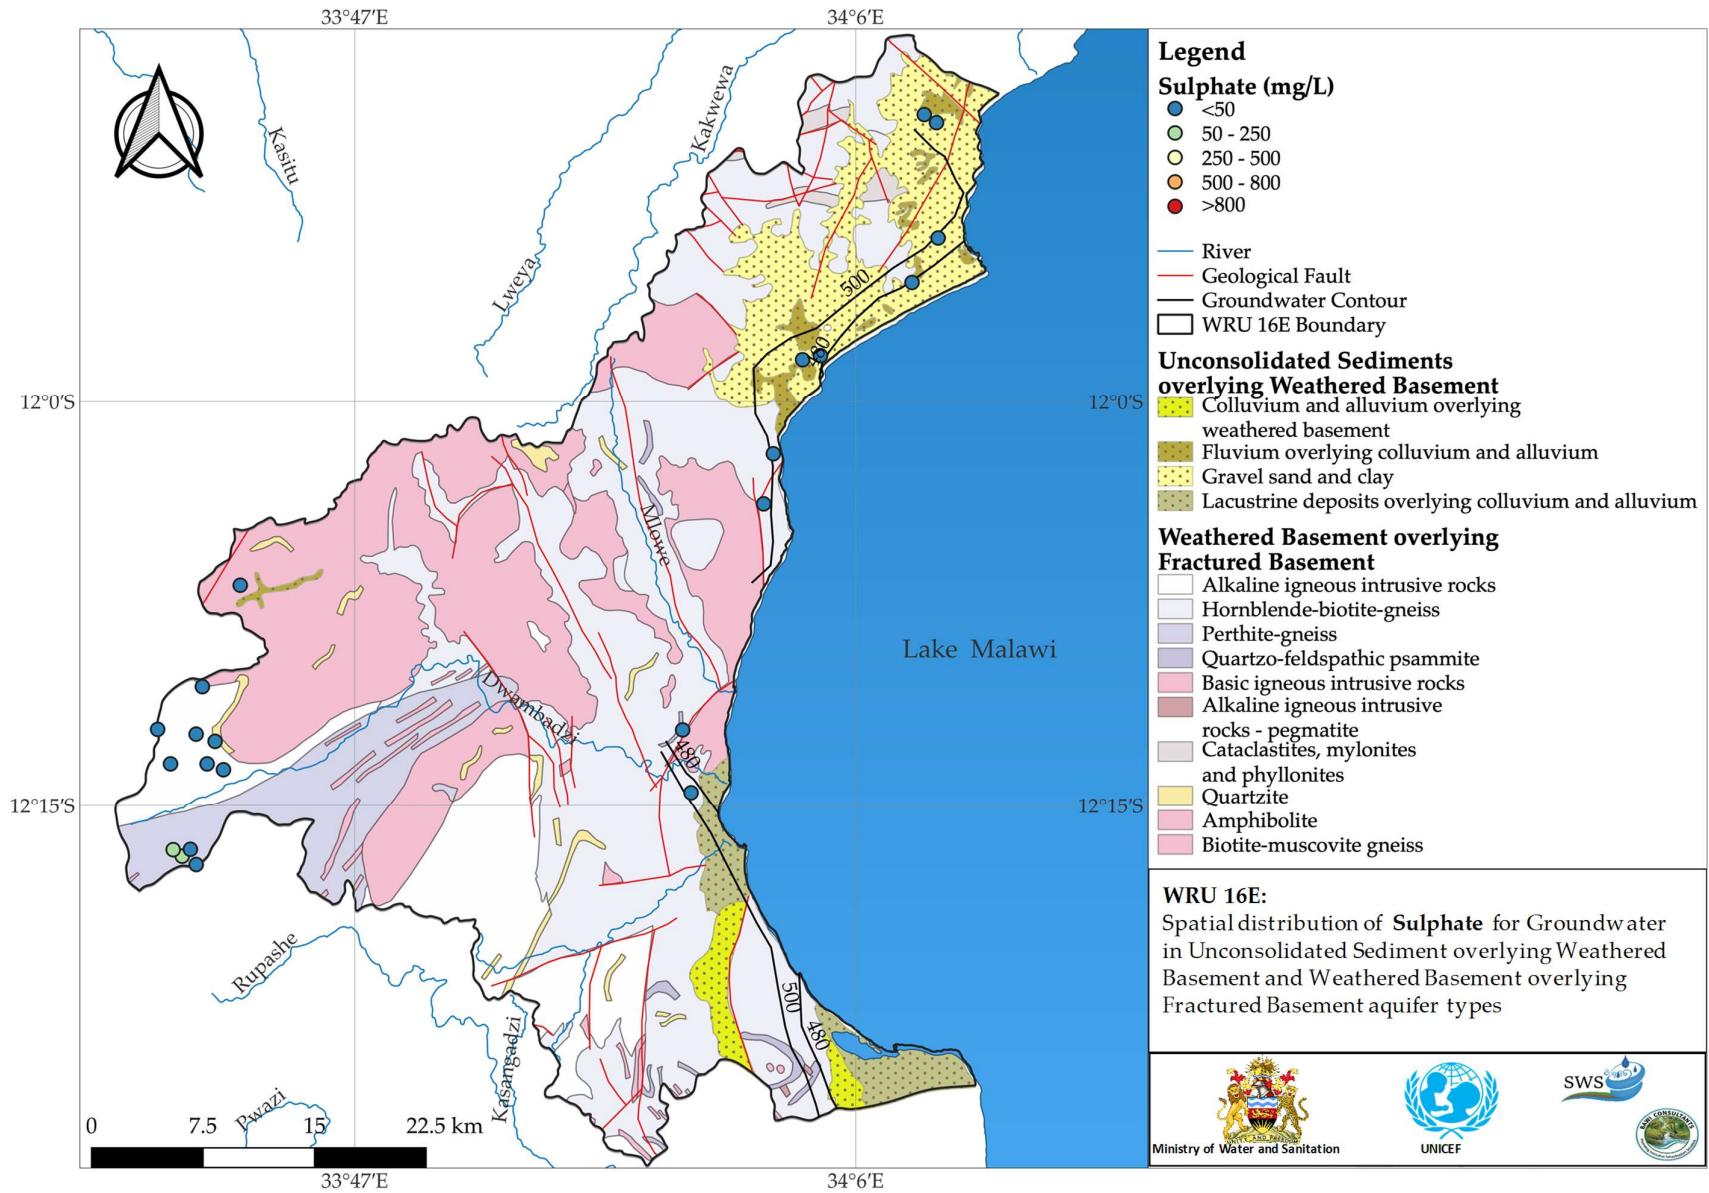 33°47′E
34°6′E
Kasitu
Kakwewa
Lweya
500
480
12°0′S
12°0′S
Mlowe
Lake Malawi
Dwambadzi
480
12°15′S
12°15′S
Rupashe
Kasangadzi
500
480
Pwazi
0 7.5 15 22.5 km
33°47′E
34°6′E
Legend
Sulphate (mg/L)
<50
50 - 250
250 - 500
500 - 800
>800
River
Geological Fault
Groundwater Contour
WRU 16E Boundary
Unconsolidated Sediments
overlying Weathered Basement
Colluvium and alluvium overlying
weathered basement
Fluvium overlying colluvium and alluvium
Gravel sand and clay
Lacustrine deposits overlying colluvium and alluvium
Weathered Basement overlying
Fractured Basement
Alkaline igneous intrusive rocks
Hornblende-biotite-gneiss
Perthite-gneiss
Quartzo-feldspathic psammite
Basic igneous intrusive rocks
Alkaline igneous intrusive
rocks - pegmatite
Cataclastites, mylonites
and phyllonites
Quartzite
Amphibolite
Biotite-muscovite gneiss
WRU 16E:
Spatial distribution of Sulphate for Groundwater
in Unconsolidated Sediment overlying Weathered
Basement and Weathered Basement overlying
Fractured Basement aquifer types
Ministry of Water and Sanitation
UNICEF
SWS